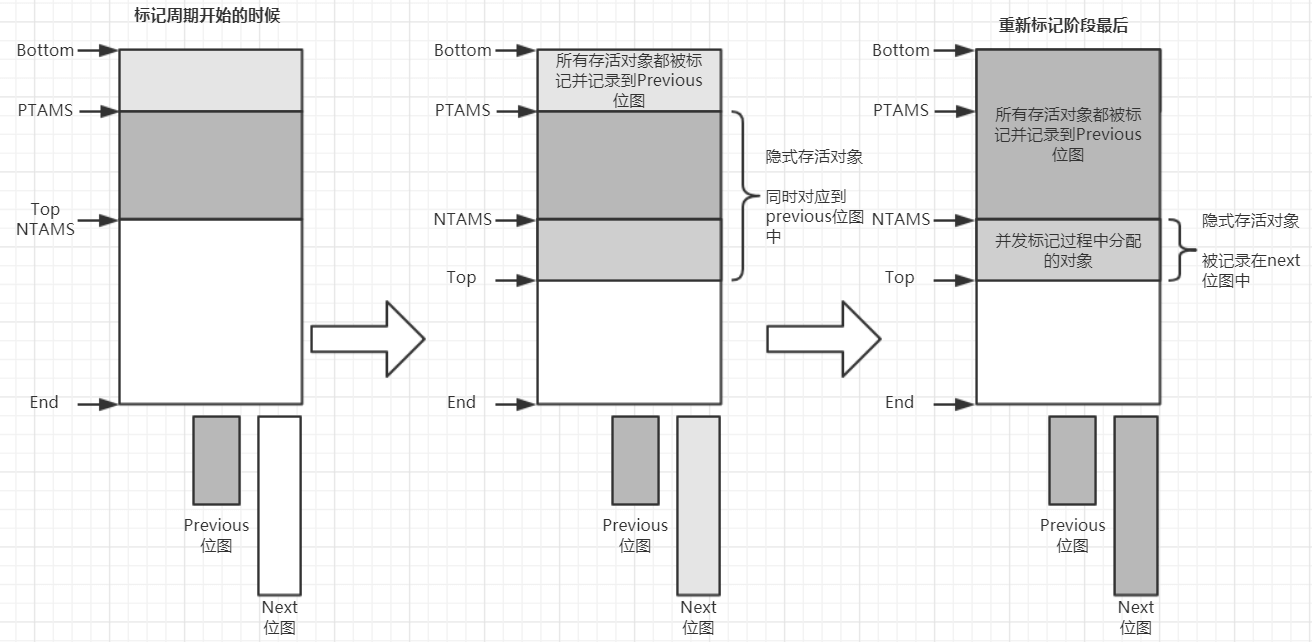 标记周期开始的时候
Bottom
PTAMS
Top
NTAMS
End
Previous
位图
Next
位图
Bottom
所有存活对象都被标
记并记录到Previous
位图
PTAMS
隐式存活对象
同时对应到
previous位图
中
NTAMS
Top
End
Previous
位图
Next
位图
重新标记阶段最后
Bottom
PTAMS
所有存活对象都被标
记并记录到Previous
位图
NTAMS
并发标记过程中分配
的对象
隐式存活对象
被记录在next
位图中
Top
End
Previous
位图
Next
位图